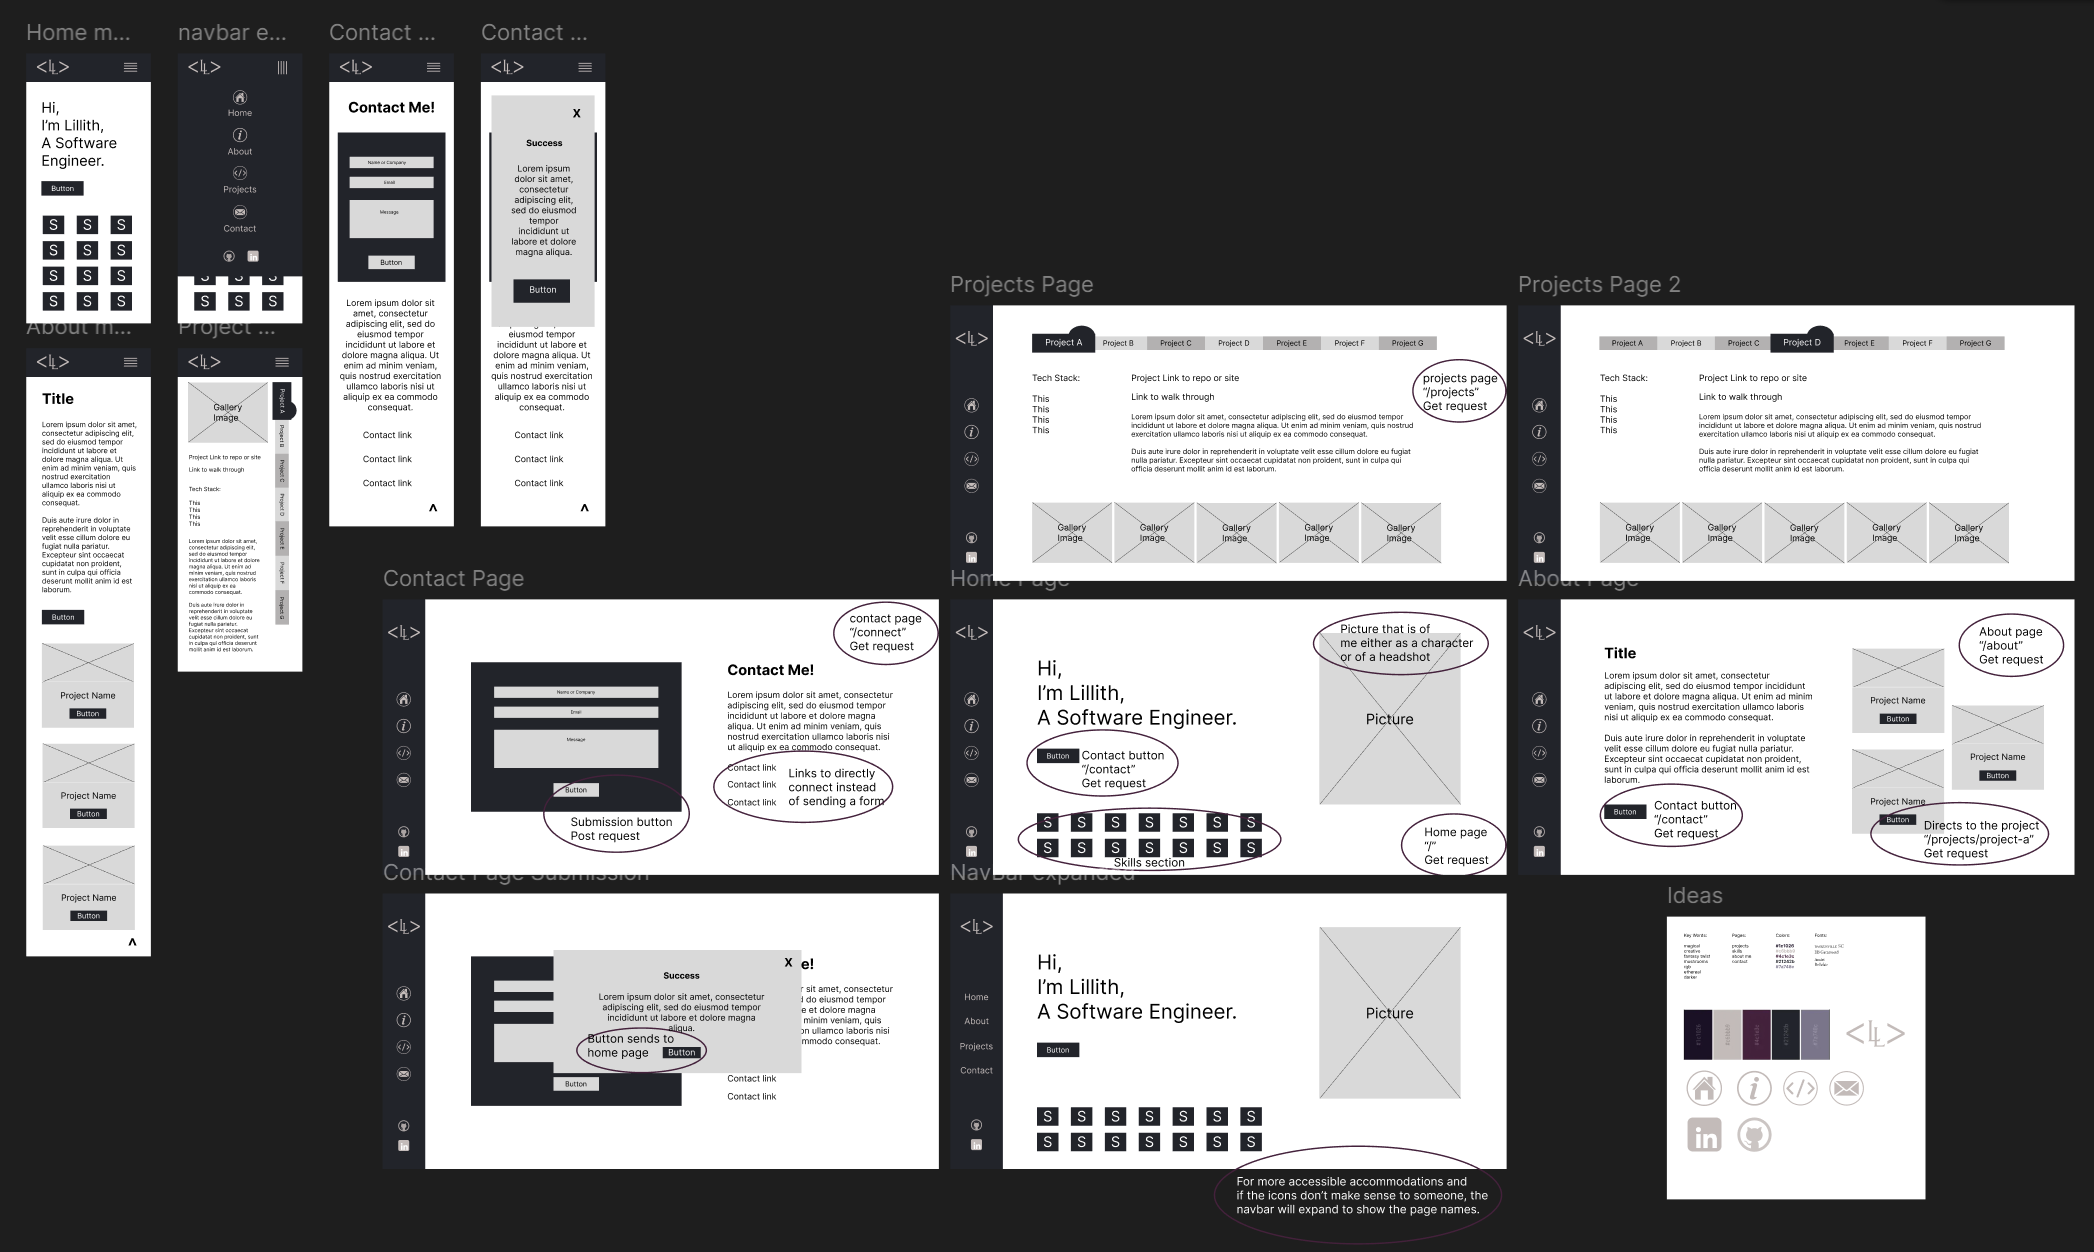 Home m...
<LL>
Hi,
I'm Lillith,
A Software
Engineer.
Button
S S S
S S S
S S S
S S S
navbar e...
<LL>
Home
About
Projects
Contact
in
S S S
S S S
Contact ...
<LL>
Contact Me!
Name or Company
Email
Message
Button
Lorem ipsum dolor sit
amet, consectetur
adipiscing elit, sed do
eiusmod tempor
incididunt ut labore et
dolore magna aliqua. Ut
enim ad minim veniam,
quis nostrud exercitation
ullamco laboris nisi ut
aliquip ex ea commodo
consequat.
Contact link
Contact link
Contact link
^
Contact ...
<LL>
X
Success
Lorem ipsum
dolor sit amet,
consectetur
adipiscing elit,
sed do eiusmod
tempor
incididunt ut
labore et dolore
magna aliqua.
Button
eiusmod tempor
incididunt ut labore et
dolore magna aliqua. Ut
enim ad minim veniam,
quis nostrud exercitation
ullamco laboris nisi ut
aliquip ex ea commodo
consequat.
Contact link
Contact link
Contact link
^
About m...
<LL>
Title
Lorem ipsum dolor sit amet,
consectetur adipiscing elit,
sed do eiusmod tempor
incididunt ut labore et
dolore magna aliqua. Ut
enim ad minim veniam, quis
nostrud exercitation
ullamco laboris nisi ut
aliquip ex ea commodo
consequat.
Duis aute irure dolor in
reprehenderit in voluptate
velit esse cillum dolore eu
fugiat nulla pariatur.
Excepteur sint occaecat
cupidatat non proident,
sunt in culpa qui officia
deserunt mollit anim id est
laborum.
Button
Project Name
Button
Project Name
Button
Project Name
Button
^
Project ...
<LL>
Gallery
Image
Project A
Project B
Project C
Project D
Project E
Project F
Project G
Project Link to repo or site
Link to walk through
Tech Stack:
This
This
This
This
Lorem ipsum dolor sit amet,
consectetur adipiscing elit,
sed do eiusmod tempor
incididunt ut labore et dolore
magna aliqua. Ut enim ad
minim veniam, quis nostrud
exercitation ullamco laboris
nisi ut aliquip ex ea
commodo consequat.
Duis aute irure dolor in
reprehenderit in voluptate
velit esse cillum dolore eu
fugiat nulla pariatur.
Excepteur sint occaecat
cupidatat non proident, sunt
in culpa qui officia deserunt
mollit anim id est laborum.
Projects Page
<LL>
Project A Project B Project C Project D Project E Project F Project G
projects page
"/projects"
Get request
Tech Stack:
This
This
This
This
Project Link to repo or site
Link to walk through
Lorem ipsum dolor sit amet, consectetur adipiscing elit, sed do eiusmod tempor
incididunt ut labore et dolore magna aliqua. Ut enim ad minim veniam, quis nostrud
exercitation ullamco laboris nisi ut aliquip ex ea commodo consequat.
Duis aute irure dolor in reprehenderit in voluptate velit esse cillum dolore eu fugiat
nulla pariatur. Excepteur sint occaecat cupidatat non proident, sunt in culpa qui
officia deserunt mollit anim id est laborum.
Gallery Gallery Gallery Gallery Gallery
Image Image Image Image Image
in
Projects Page 2
<LL>
Project A Project B Project C Project D Project E Project F Project G
Tech Stack:
This
This
This
This
Project Link to repo or site
Link to walk through
Lorem ipsum dolor sit amet, consectetur adipiscing elit, sed do eiusmod tempor
incididunt ut labore et dolore magna aliqua. Ut enim ad minim veniam, quis nostrud
exercitation ullamco laboris nisi ut aliquip ex ea commodo consequat.
Duis aute irure dolor in reprehenderit in voluptate velit esse cillum dolore eu fugiat
nulla pariatur. Excepteur sint occaecat cupidatat non proident, sunt in culpa qui
officia deserunt mollit anim id est laborum.
Gallery Gallery Gallery Gallery Gallery
Image Image Image Image Image
in
Contact Page
<LL>
contact page
"/connect"
Get request
Name or Company
Email
Message
Button
Submission button
Post request
Contact Me!
Lorem ipsum dolor sit amet, consectetur
adipiscing elit, sed do eiusmod tempor
incididunt ut labore et dolore magna
aliqua. Ut enim ad minim veniam, quis
nostrud exercitation ullamco laboris nisi
ut aliquip ex ea commodo consequat.
Contact link
Contact link
Contact link
Links to directly
connect instead
of sending a form
in
Home Page
<LL>
Hi,
I'm Lillith,
A Software Engineer.
Button
Contact button
"/contact"
Get request
S S S S S S S
S S S S S S S
Skills section
Picture that is of
me either as a character
or of a headshot
Picture
Home page
"/"
Get request
in
About Page
<LL>
Title
Lorem ipsum dolor sit amet, consectetur
adipiscing elit, sed do eiusmod tempor incididunt
ut labore et dolore magna aliqua. Ut enim ad minim
veniam, quis nostrud exercitation ullamco laboris
nisi ut aliquip ex ea commodo consequat.
Duis aute irure dolor in reprehenderit in voluptate
velit esse cillum dolore eu fugiat nulla pariatur.
Excepteur sint occaecat cupidatat non proident,
sunt in culpa qui officia deserunt mollit anim id est
laborum.
Button
Contact button
"/contact"
Get request
About page
"/about"
Get request
Project Name
Button
Project Name
Button
Project Name
Button
Directs to the project
"/projects/project-a"
Get request
in
Contact Page Submission
<LL>
X
Success
Lorem ipsum dolor sit amet, consectetur
adipiscing elit, sed do eiusmod tempor
incididunt ut labore et dolore magna
aliqua.
Button sends to
home page
Button
e!
r sit amet, consectetur
d do eiusmod tempor
e et dolore magna
minim veniam, quis
on ullamco laboris nisi
mmodo consequat.
Button
Contact link
Contact link
in
NavBar expanded
<LL>
Home
About
Projects
Contact
in
Hi,
I'm Lillith,
A Software Engineer.
Button
Picture
S S S S S S S
S S S S S S S
For more accessible accommodations and
if the icons don't make sense to someone, the
navbar will expand to show the page names.
Ideas
Key Words:
magical
creative
fantasy twist
mushrooms
rgb
ethereal
darker
Pages:
projects
skills
about me
contact
Colors:
Fonts:
<LL>
in